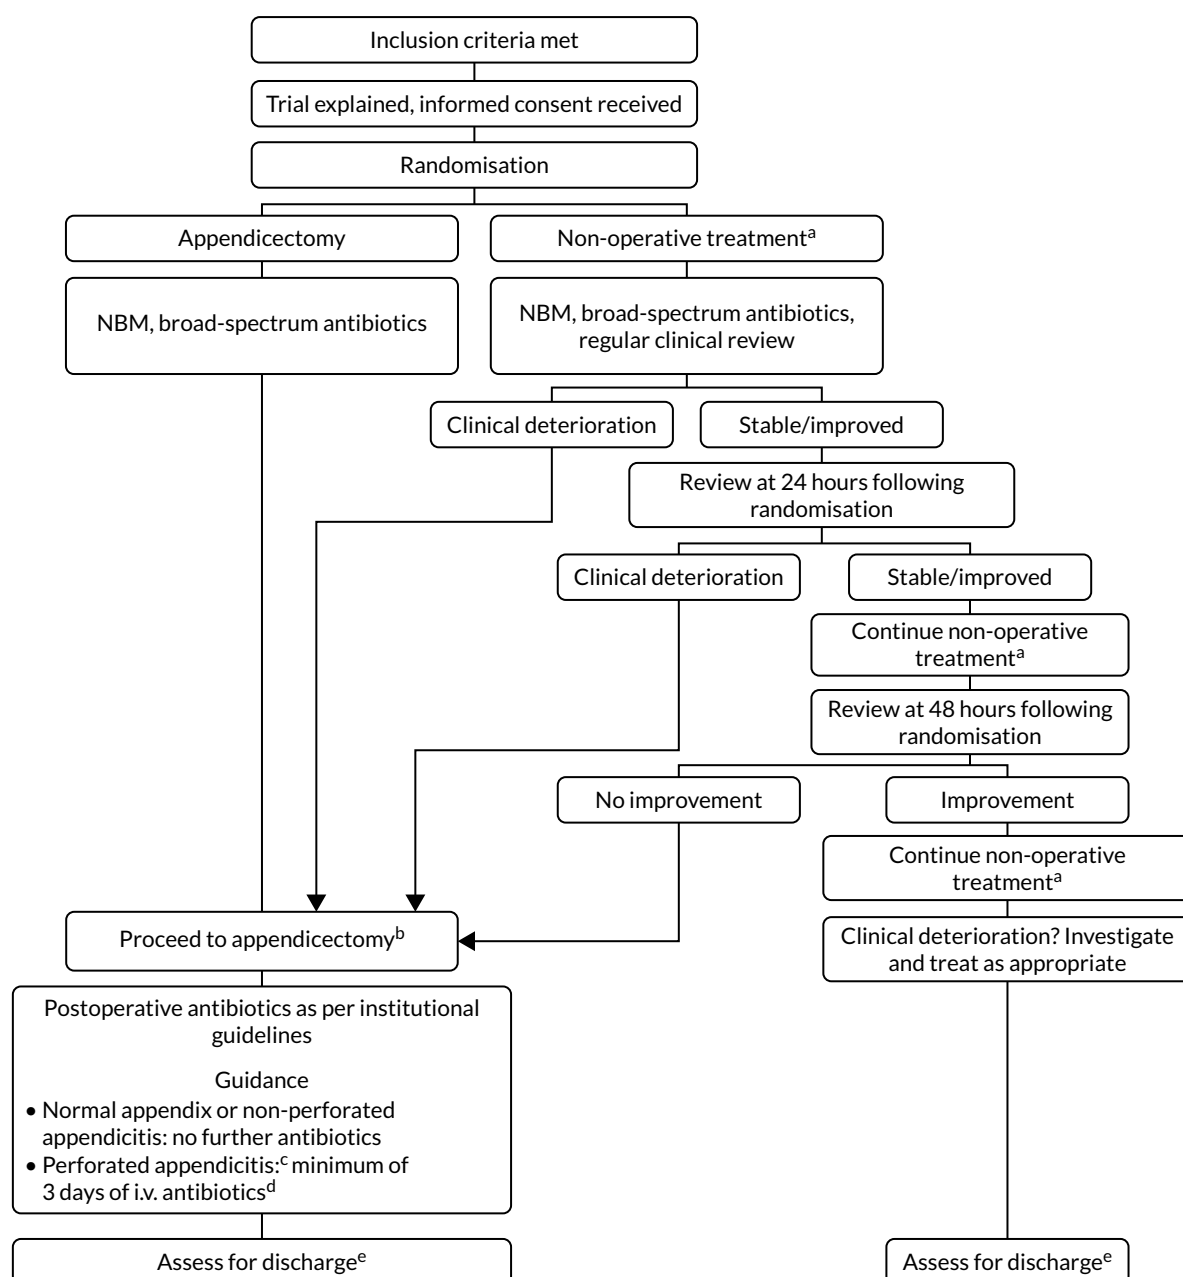 Inclusion criteria met
Trial explained, informed consent received
Randomisation
Appendicectomy
Non-operative treatmentᵃ
NBM, broad-spectrum antibiotics
NBM, broad-spectrum antibiotics,
regular clinical review
Clinical deterioration
Stable/improved
Review at 24 hours following
randomisation
Clinical deterioration
Stable/improved
Continue non-operative
treatmentᵃ
Review at 48 hours following
randomisation
No improvement
Improvement
Continue non-operative
treatmentᵃ
Proceed to appendicectomyᵇ
Clinical deterioration? Investigate
and treat as appropriate
Postoperative antibiotics as per institutional
guidelines
Guidance
• Normal appendix or non-perforated
appendicitis: no further antibiotics
• Perforated appendicitis:ᶜ minimum of
3 days of i.v. antibioticsᵈ
Assess for dischargeᵉ
Assess for dischargeᵉ